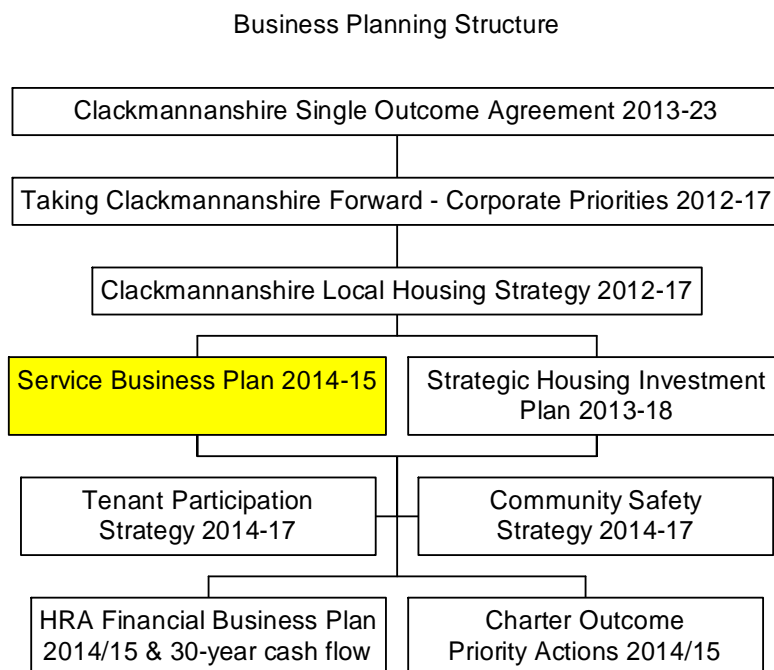 Business Planning Structure
Clackmannanshire Single Outcome Agreement 2013-23
Taking Clackmannanshire Forward - Corporate Priorities 2012-17
Clackmannanshire Local Housing Strategy 2012-17
Service Business Plan 2014-15
Strategic Housing Investment
Plan 2013-18
Tenant Participation
Strategy 2014-17
Community Safety
Strategy 2014-17
HRA Financial Business Plan
2014/15 & 30-year cash flow
Charter Outcome
Priority Actions 2014/15